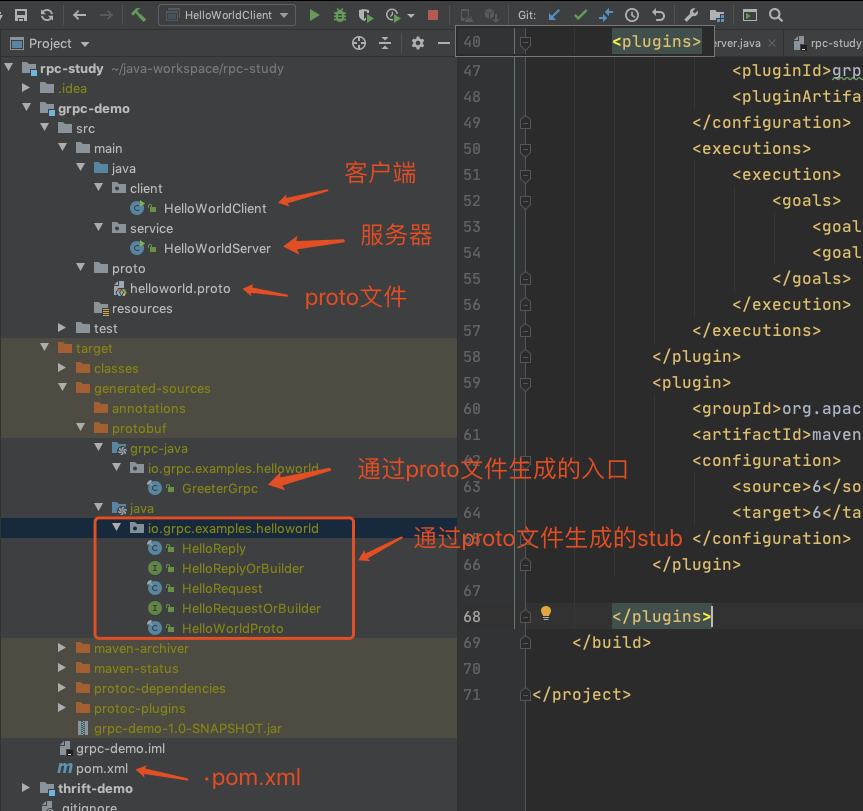 HelloWorldClient
Git:
Project
erver.java
rpc-study
rpc-study ~/java-workspace/rpc-study
.idea
grpc-demo
src
main
java
client
HelloWorldClient
service
HelloWorldServer
proto
helloworld.proto
resources
test
target
classes
generated-sources
annotations
protobuf
grpc-java
io.grpc.examples.helloworld
GreeterGrpc
java
io.grpc.examples.helloworld
HelloReply
HelloReplyOrBuilder
HelloRequest
HelloRequestOrBuilder
HelloWorldProto
maven-archiver
maven-status
protoc-dependencies
protoc-plugins
grpc-demo-1.0-SNAPSHOT.jar
grpc-demo.iml
pom.xml
thrift-demo
.gitignore
客户端
服务器
proto文件
通过proto文件生成的入口
通过proto文件生成的stub
·pom.xml
40 <plugins>
47 <pluginId>grp
48 <pluginArtifa
49 </configuration>
50 <executions>
51 <execution>
52 <goals>
53 <goal
54 <goal
55 </goals>
56 </execution>
57 </executions>
58 </plugin>
59 <plugin>
60 <groupId>org.apac
61 <artifactId>maven
62 <configuration>
63 <source>6</so
64 <target>6</ta
65 </configuration>
66 </plugin>
67
68 </plugins>
69 </build>
70
71 </project>